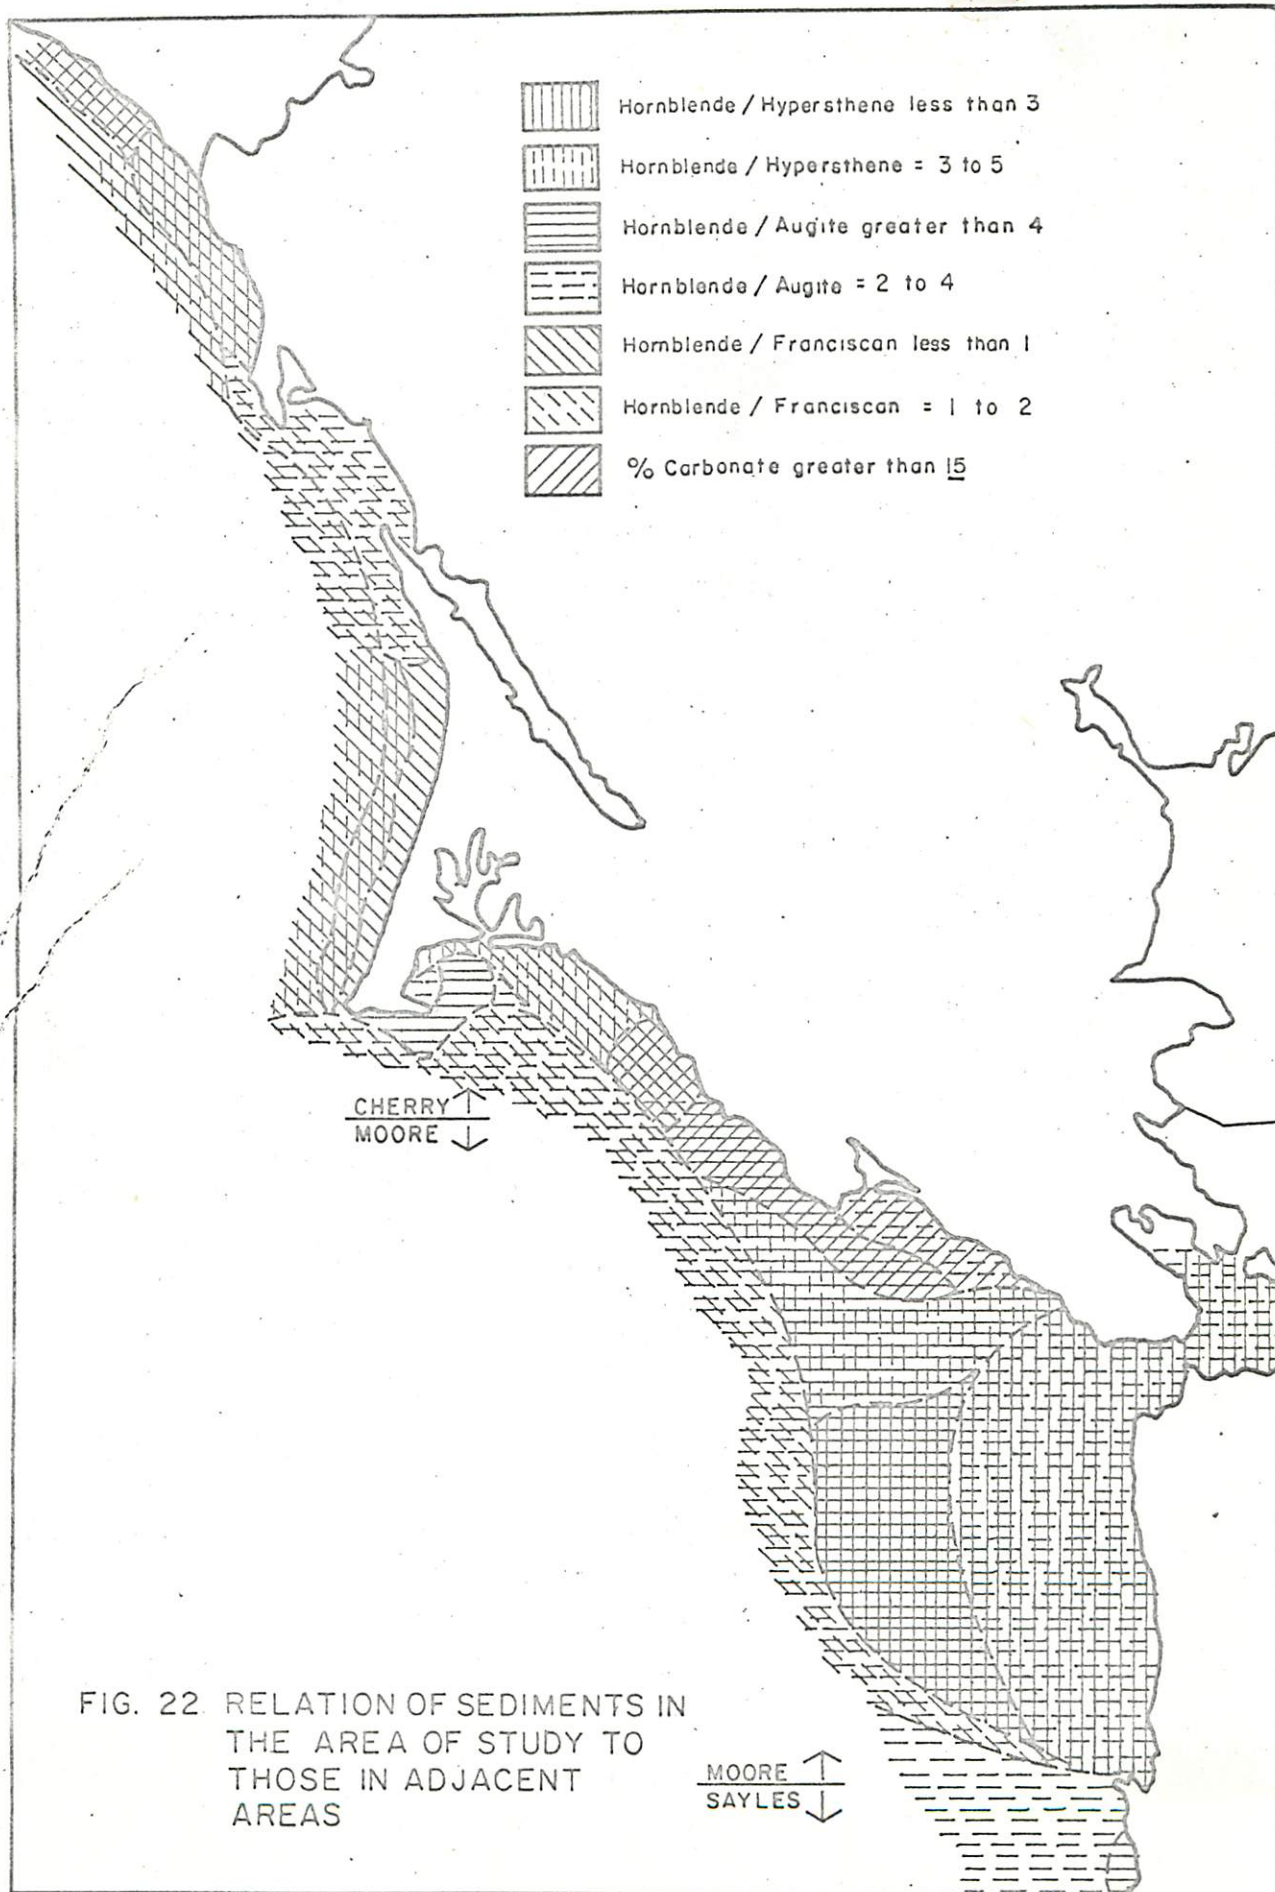 Hornblende / Hypersthene less than 3
Hornblende / Hypersthene = 3 to 5
Hornblende / Augite greater than 4
Hornblende / Augite = 2 to 4
Hornblende / Franciscan less than 1
Hornblende / Franciscan = 1 to 2
% Carbonate greater than 15
CHERRY
MOORE
MOORE
SAYLES
FIG. 22 RELATION OF SEDIMENTS IN
THE AREA OF STUDY TO
THOSE IN ADJACENT
AREAS